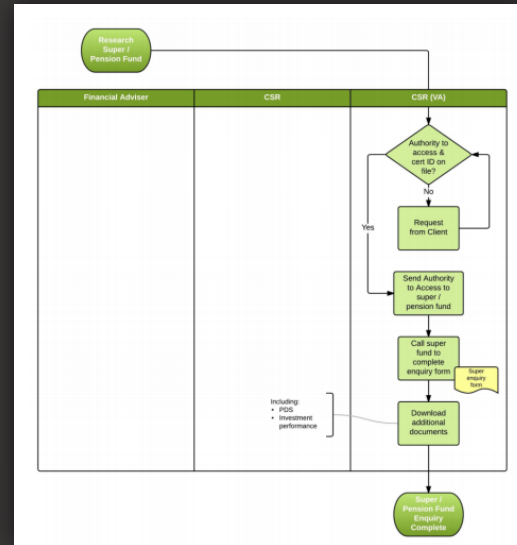 Research
Super /
Pension Fund
Financial Adviser
CSR
CSR (VA)
Authority to
access &
cert ID on
file?
No
Yes
Request
from Client
Send Authority
to Access to
super /
pension fund
Call super
fund to
complete
enquiry form
Super
enquiry
form
Including:
• PDS
• Investment
performance
Download
additional
documents
Super /
Pension Fund
Enquiry
Complete